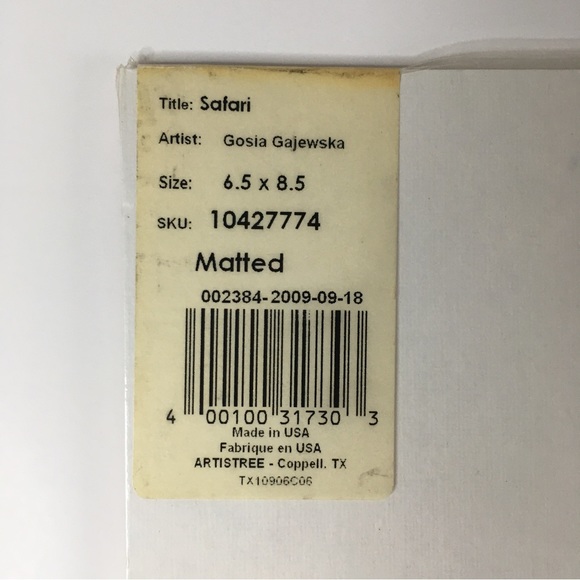 Title: Safari
Artist: Gosia Gajewska
Size: 6.5 x 8.5
SKU: 10427774
Matted
002384-2009-09-18
4 00100 31730 3
Made in USA
Fabrique en USA
ARTISTREE - Coppell, TX
TX10906C06